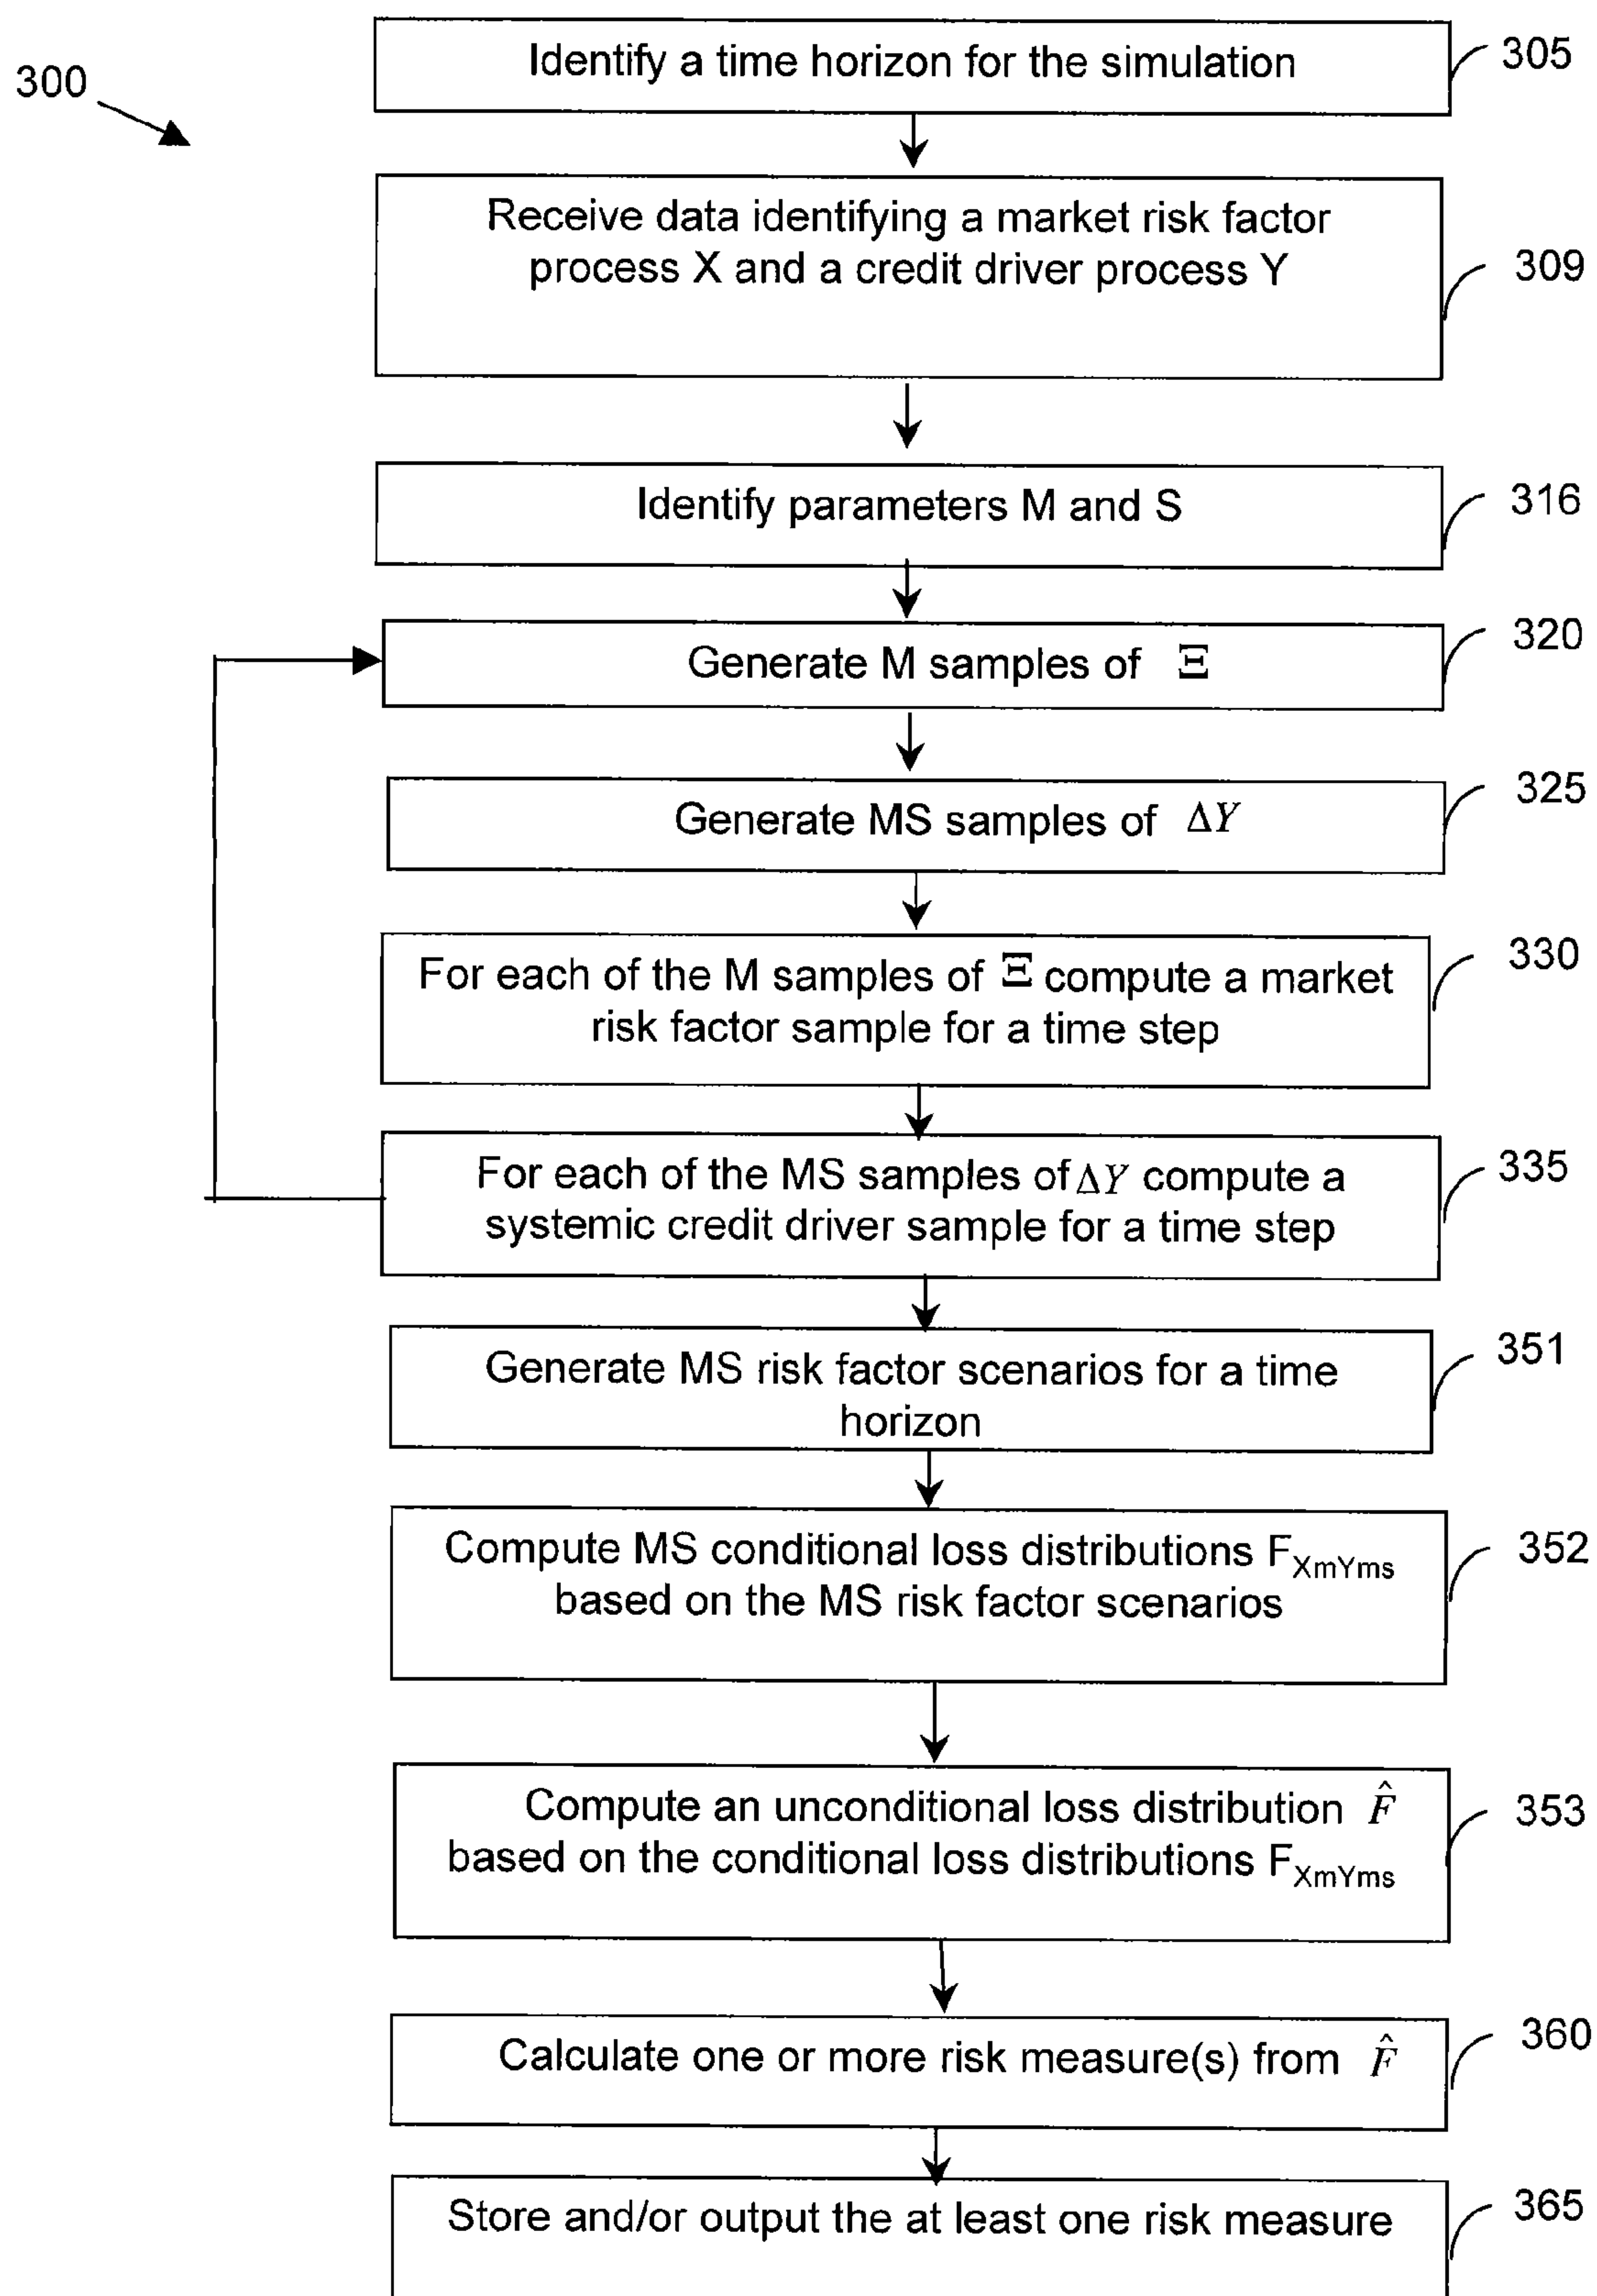 300
Identify a time horizon for the simulation
305
Receive data identifying a market risk factor
process X and a credit driver process Y
309
Identify parameters M and S
316
Generate M samples of Ξ
320
Generate MS samples of ΔY
325
For each of the M samples of Ξ compute a market
risk factor sample for a time step
330
For each of the MS samples of ΔY compute a
systemic credit driver sample for a time step
335
Generate MS risk factor scenarios for a time
horizon
351
Compute MS conditional loss distributions F_XmYms
based on the MS risk factor scenarios
352
Compute an unconditional loss distribution F̂
based on the conditional loss distributions F_XmYms
353
Calculate one or more risk measure(s) from F̂
360
Store and/or output the at least one risk measure
365